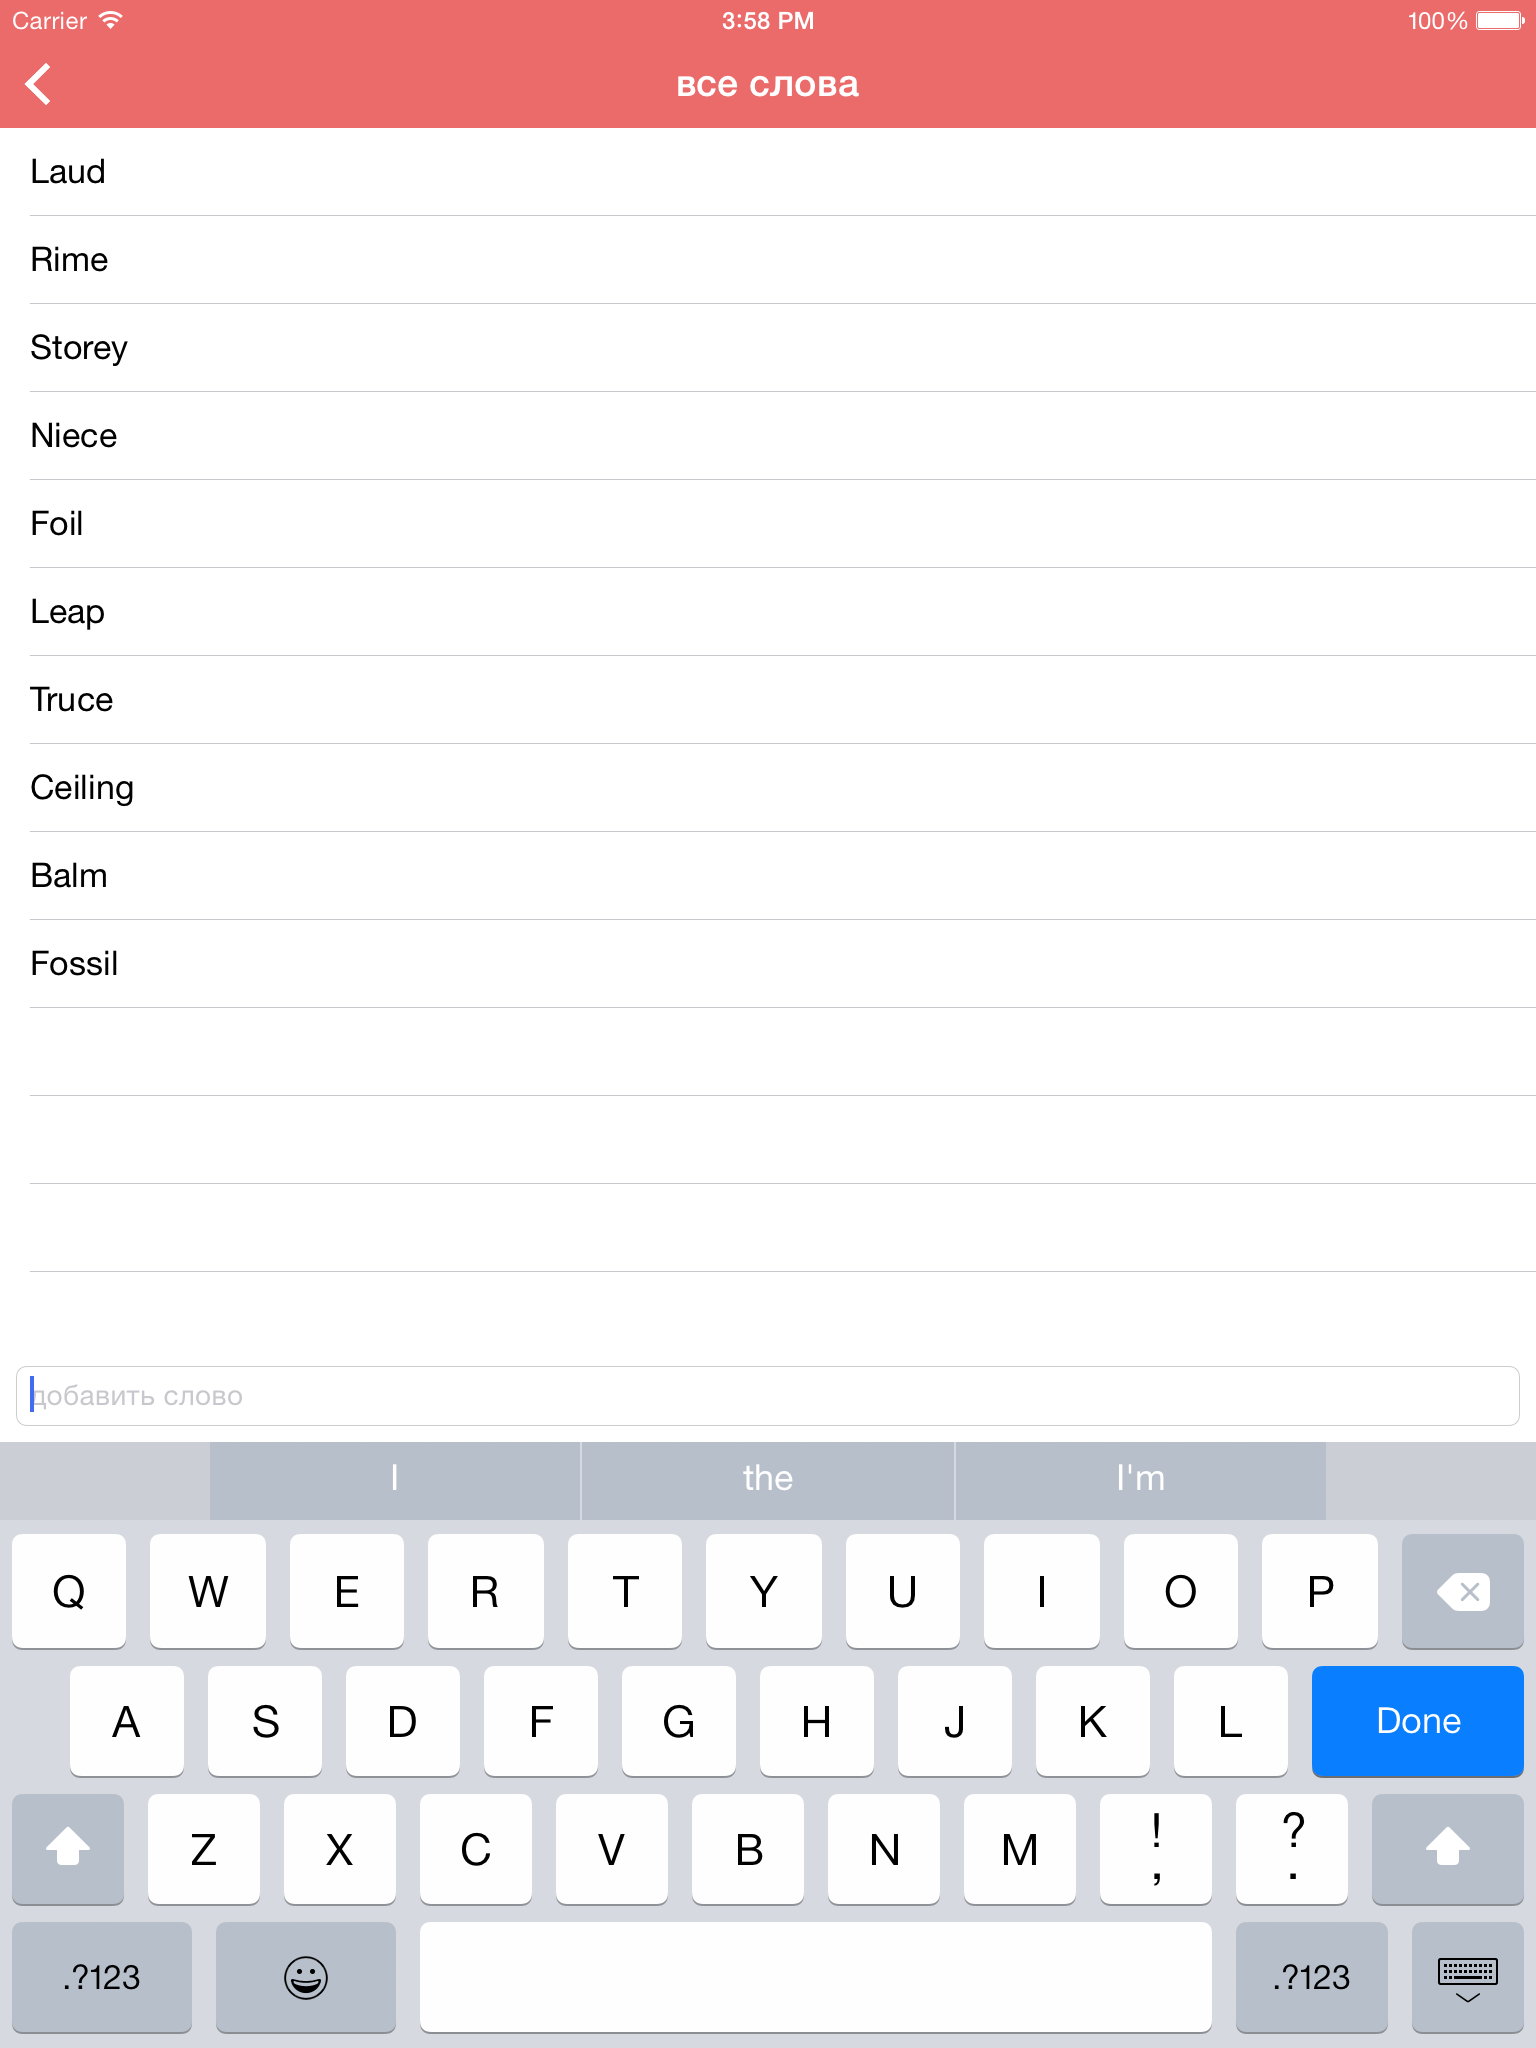 Carrier 3:58 PM 100%
все слова
Laud
Rime
Storey
Niece
Foil
Leap
Truce
Ceiling
Balm
Fossil
добавить слово
I the I'm
Q W E R T Y U I O P
A S D F G H J K L Done
Z X C V B N M ! , ? .
.?123 .?123